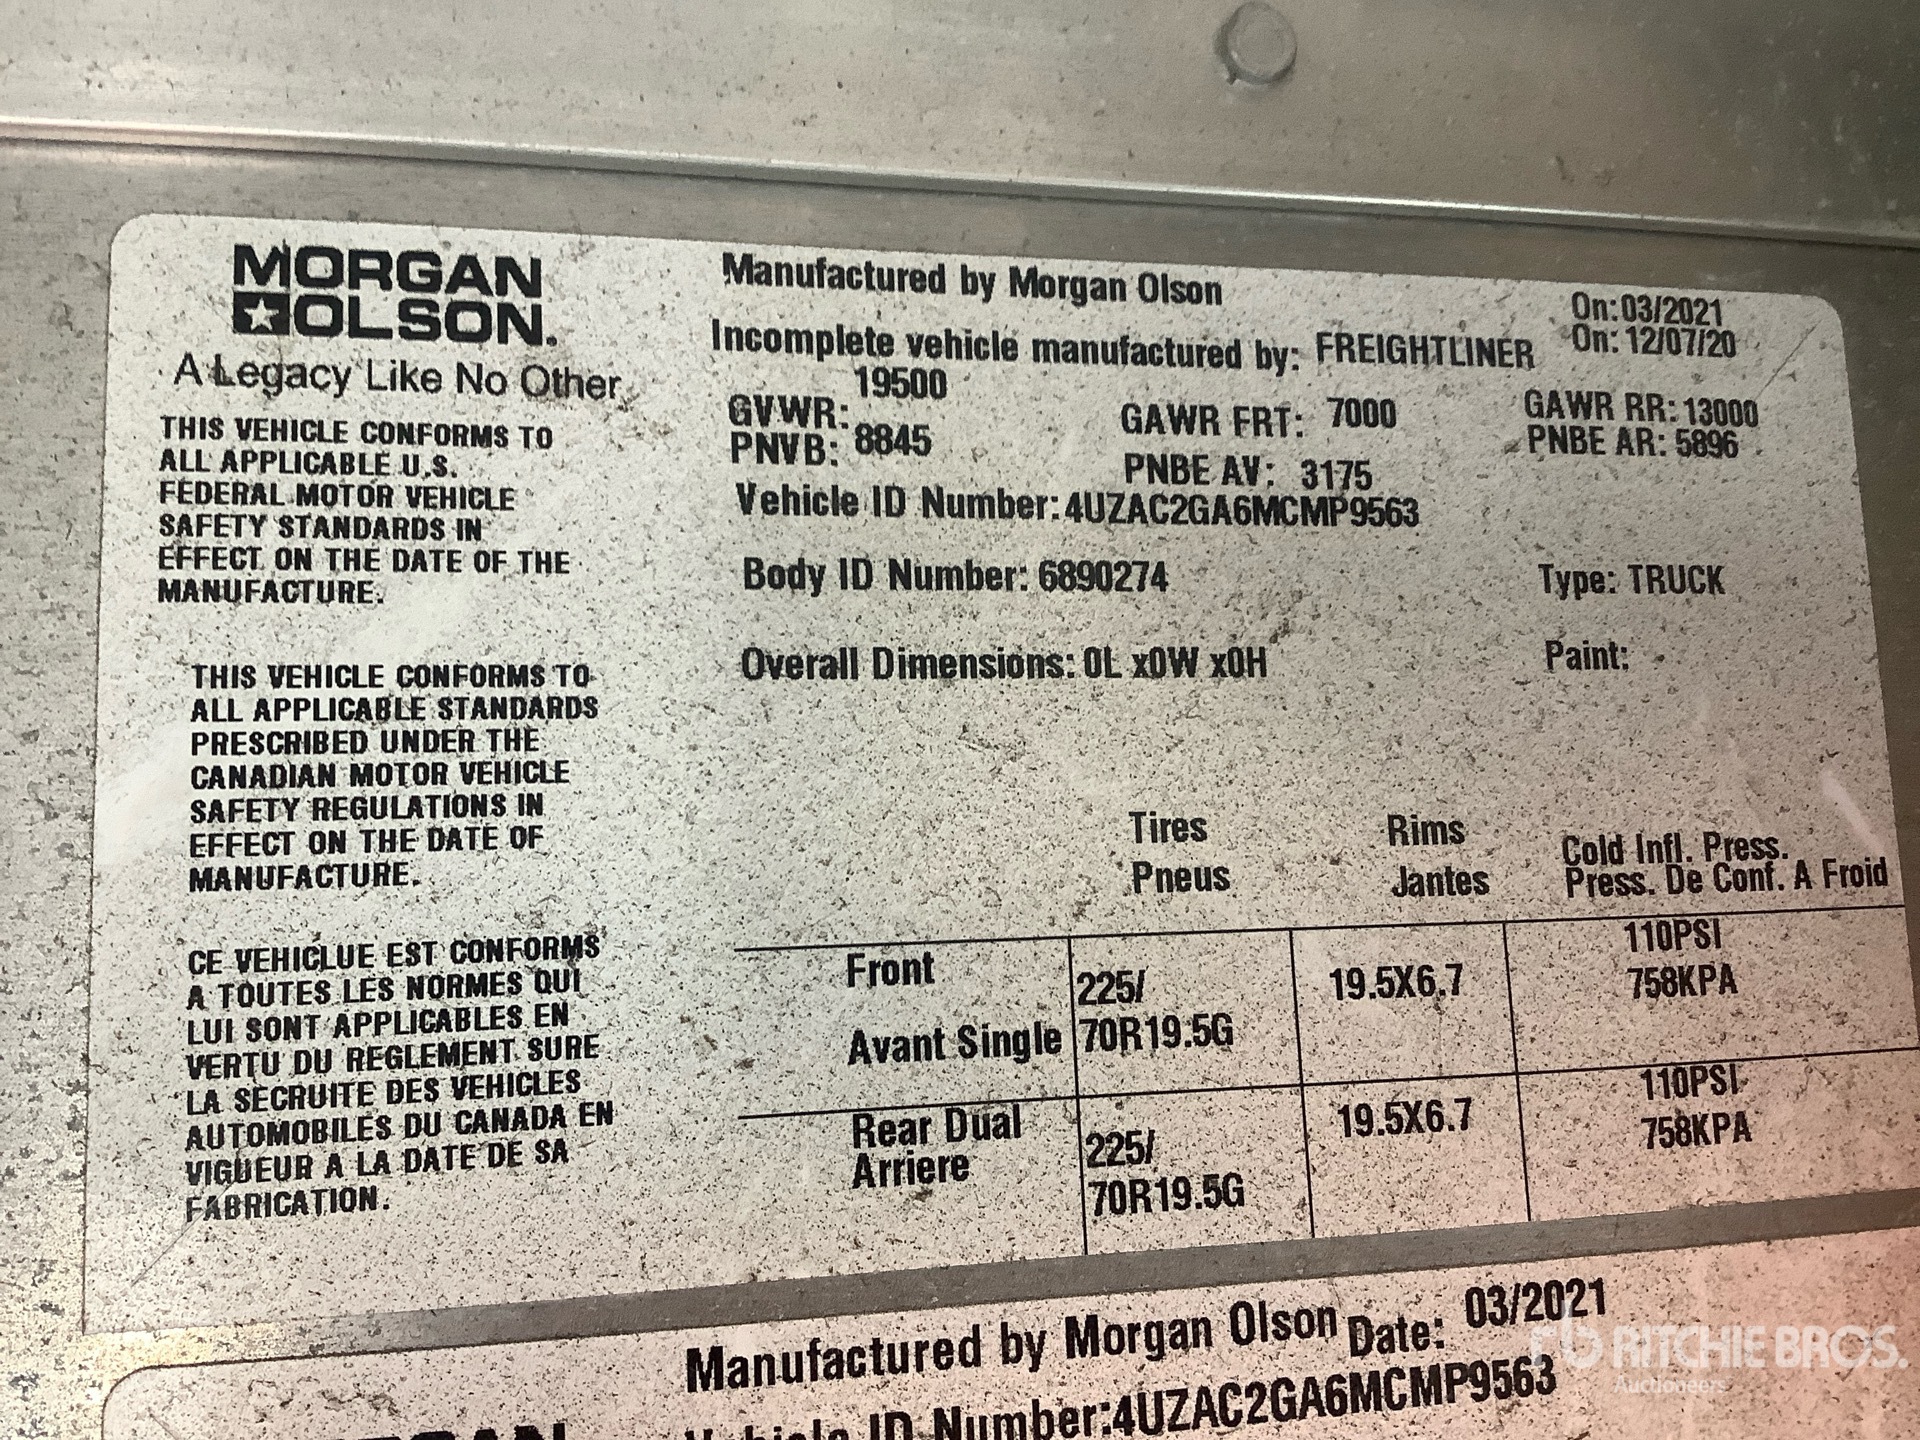 MORGAN
OLSON.
A Legacy Like No Other
THIS VEHICLE CONFORMS TO
ALL APPLICABLE U.S.
FEDERAL MOTOR VEHICLE
SAFETY STANDARDS IN
EFFECT ON THE DATE OF THE
MANUFACTURE.
THIS VEHICLE CONFORMS TO
ALL APPLICABLE STANDARDS
PRESCRIBED UNDER THE
CANADIAN MOTOR VEHICLE
SAFETY REGULATIONS IN
EFFECT ON THE DATE OF
MANUFACTURE.
CE VEHICLUE EST CONFORMS
A TOUTES LES NORMES QUI
LUI SONT APPLICABLES EN
VERTU DU REGLEMENT SURE
LA SECRUITE DES VEHICLES
AUTOMOBILES DU CANADA EN
VIGUEUR A LA DATE DE SA
FABRICATION.
Manufactured by Morgan Olson On: 03/2021
Incomplete vehicle manufactured by: FREIGHTLINER On: 12/07/20
GVWR: 19500 GAWR FRT: 7000 GAWR RR: 13000
PNVB: 8845 PNBE AV: 3175 PNBE AR: 5896
Vehicle ID Number: 4UZAC2GA6MCMP9563
Body ID Number: 6890274 Type: TRUCK
Overall Dimensions: 0L x0W x0H Paint:
Tires Rims Cold Infl. Press.
Pneus Jantes Press. De Conf. A Froid
Front 225/ 19.5X6.7 110PSI
758KPA
Avant Single 70R19.5G
Rear Dual 225/ 19.5X6.7 110PSI
Arriere 70R19.5G 758KPA
Manufactured by Morgan Olson Date: 03/2021
Vehicle ID Number:4UZAC2GA6MCMP9563
MORGAN
rb RITCHIE BROS.
Auctioneers